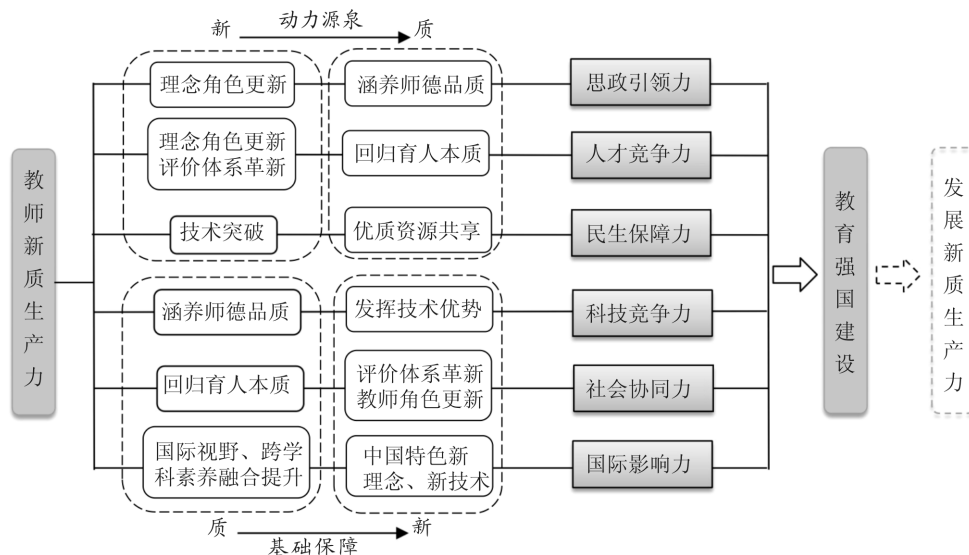 动力源泉
新
质
理念角色更新
涵养师德品质
思政引领力
理念角色更新
评价体系革新
回归育人本质
人才竞争力
技术突破
优质资源共享
民生保障力
教师新质生产力
涵养师德品质
发挥技术优势
科技竞争力
回归育人本质
评价体系革新
教师角色更新
社会协同力
国际视野、跨学
科素养融合提升
中国特色新
理念、新技术
国际影响力
教育强国建设
发展新质生产力
质
新
基础保障